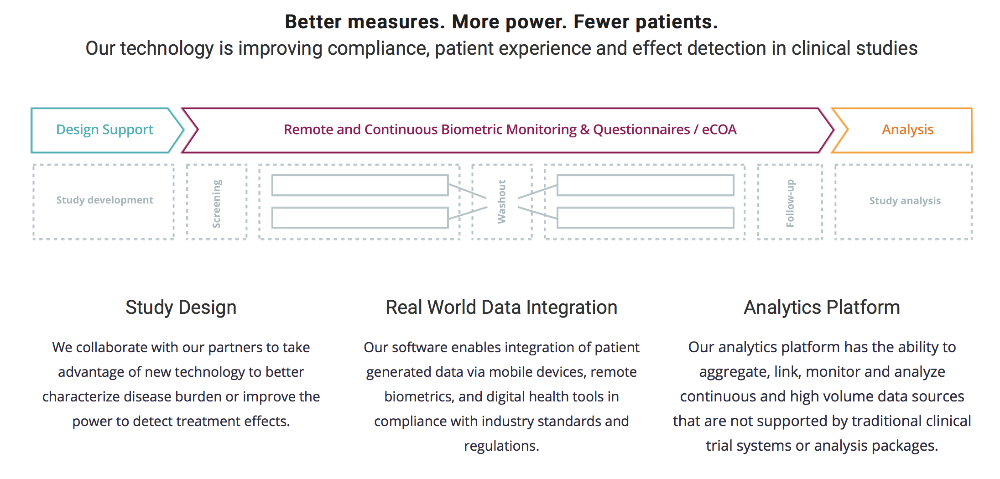 Better measures. More power. Fewer patients.
Our technology is improving compliance, patient experience and effect detection in clinical studies
Design Support
Remote and Continuous Biometric Monitoring & Questionnaires / eCOA
Analysis
Study development
Screening
Washout
Follow-up
Study analysis
Study Design
We collaborate with our partners to take
advantage of new technology to better
characterize disease burden or improve the
power to detect treatment effects.
Real World Data Integration
Our software enables integration of patient
generated data via mobile devices, remote
biometrics, and digital health tools in
compliance with industry standards and
regulations.
Analytics Platform
Our analytics platform has the ability to
aggregate, link, monitor and analyze
continuous and high volume data sources
that are not supported by traditional clinical
trial systems or analysis packages.